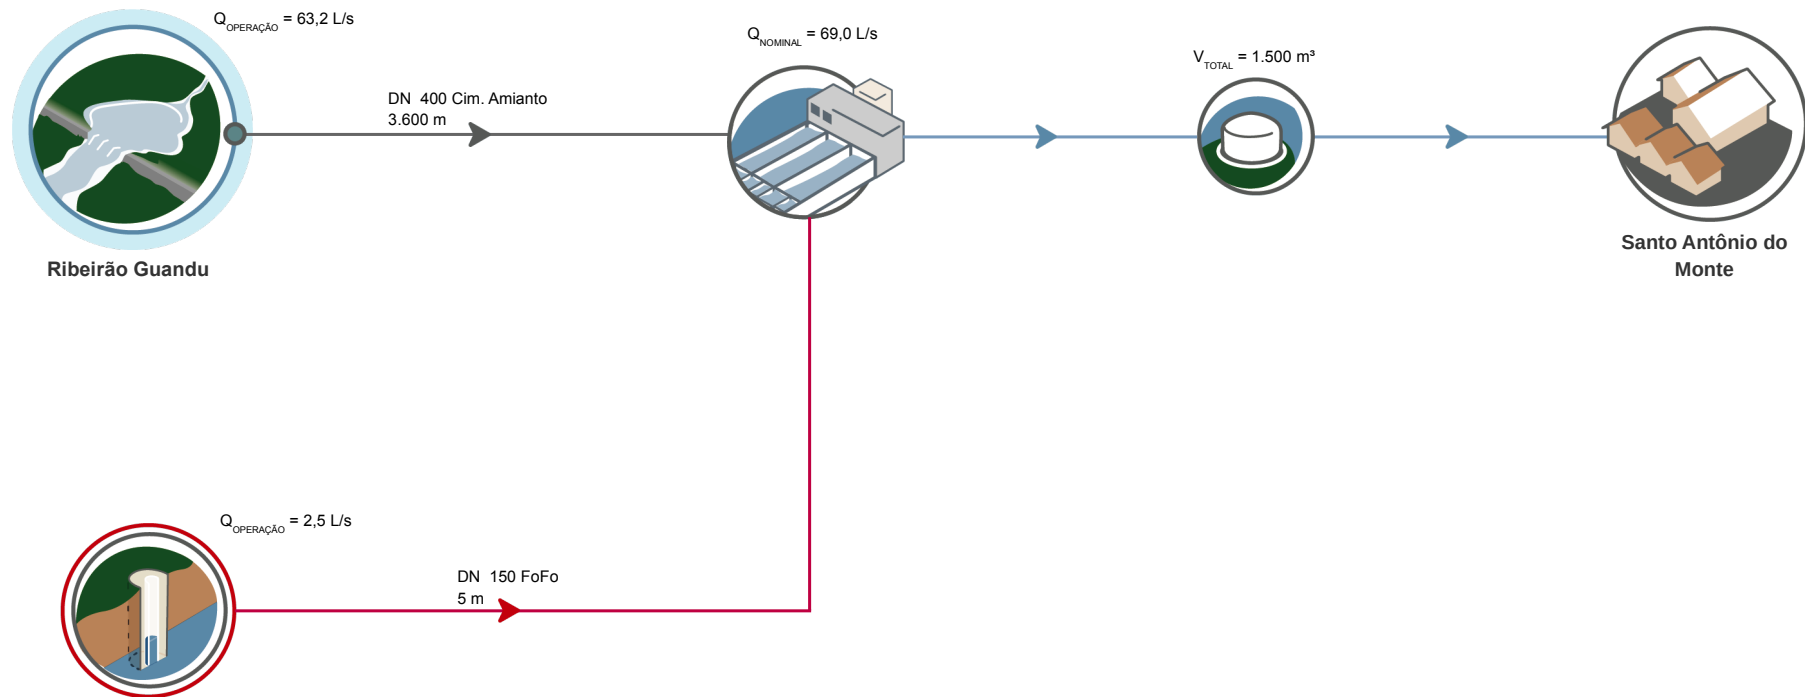 Q OPERAÇÃO = 63,2 L/s
Q NOMINAL = 69,0 L/s
V TOTAL = 1.500 m³
DN 400 Cim. Amianto
3.600 m
Ribeirão Guandu
Santo Antônio do
Monte
Q OPERAÇÃO = 2,5 L/s
DN 150 FoFo
5 m